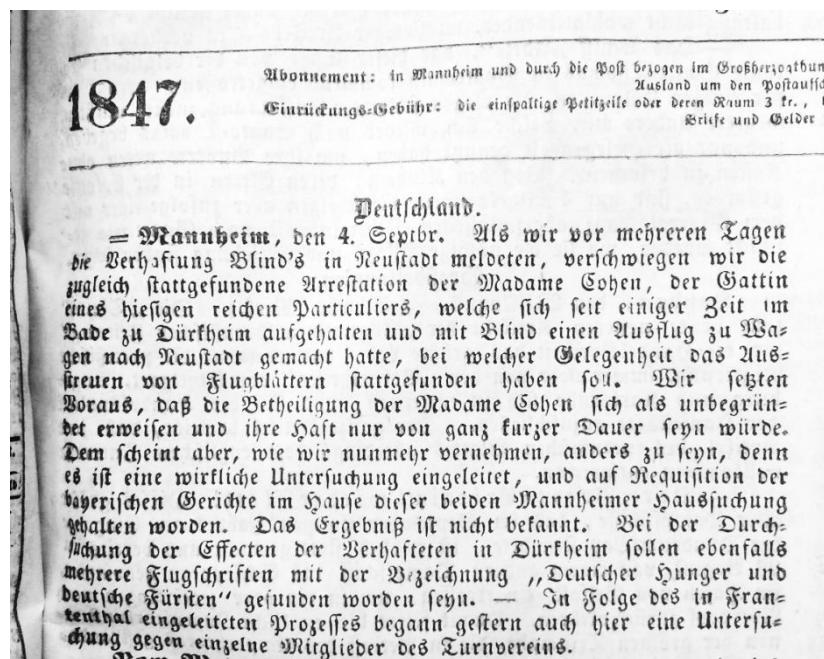 1847.
Abonnement: in Mannheim und durch die Post bezogen im
Ausland um den
Einrückungs-Gebühr: die einspaltige Petitzeile oder deren Raum 3 kr.,
Briefe und Gelder
Deutschland.
= Mannheim, den 4. Septbr. Als wir vor mehreren Tagen
die Verhaftung Blind's in Neustadt meldeten, verschwiegen wir die
zugleich stattgefundene Arrestation der Madame Cohen, der Gattin
eines hiesigen reichen Particuliers, welche sich seit einiger Zeit im
Bade zu Dürkheim aufgehalten und mit Blind einen Ausflug zu Wa-
gen nach Neustadt gemacht hatte, bei welcher Gelegenheit das Aus-
streuen von Flugblättern stattgefunden haben soll. Wir setzten
Voraus, daß die Betheiligung der Madame Cohen sich als unbegrün-
det erweisen und ihre Haft nur von ganz kurzer Dauer seyn würde.
Dem scheint aber, wie wir nunmehr vernehmen, anders zu seyn, denn
es ist eine wirkliche Untersuchung eingeleitet, und auf Requisition der
bayerischen Gerichte im Hause dieser beiden Mannheimer Haussuchung
gehalten worden. Das Ergebniß ist nicht bekannt. Bei der Durch-
suchung der Effecten der Verhafteten in Dürkheim sollen ebenfalls
mehrere Flugschriften mit der Bezeichnung „Deutscher Hunger und
deutsche Fürsten" gefunden worden seyn. — In Folge des in Fran-
kenthal eingeleiteten Prozesses begann gestern auch hier eine Untersu-
chung gegen einzelne Mitglieder des Turnvereins.